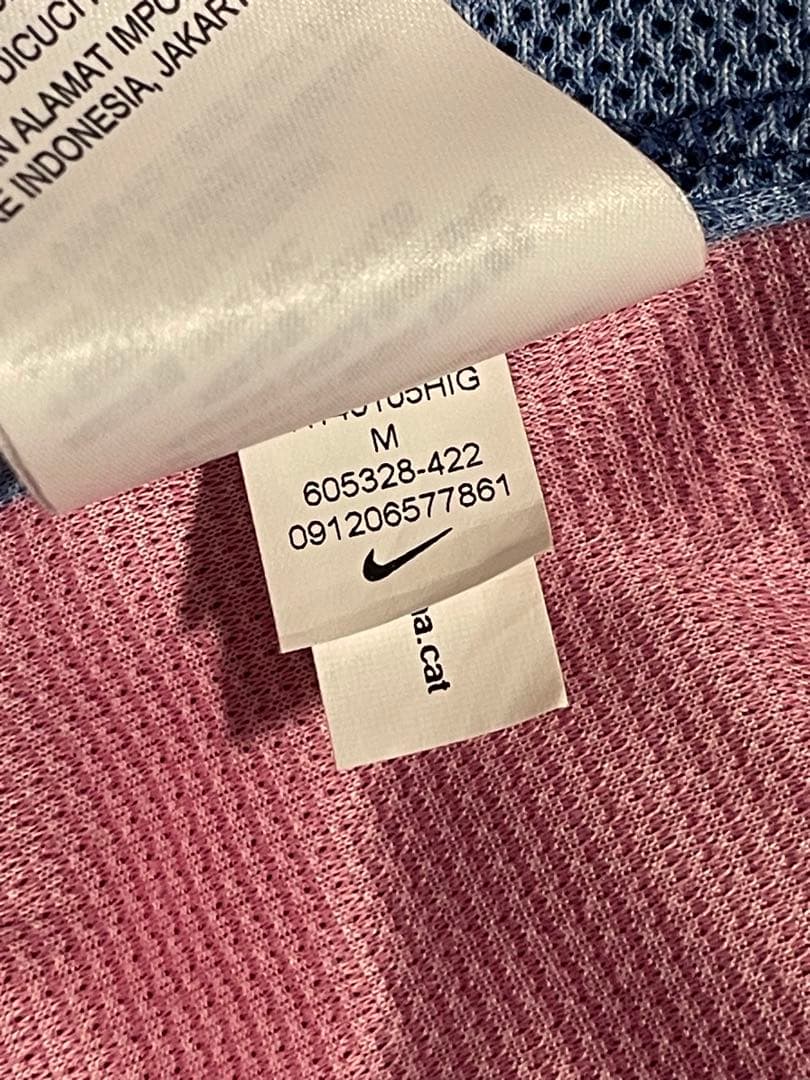 DICUCI
ALAMAT IMPO
INDONESIA, JAKAR
M
605328-422
091206577861
a.cat